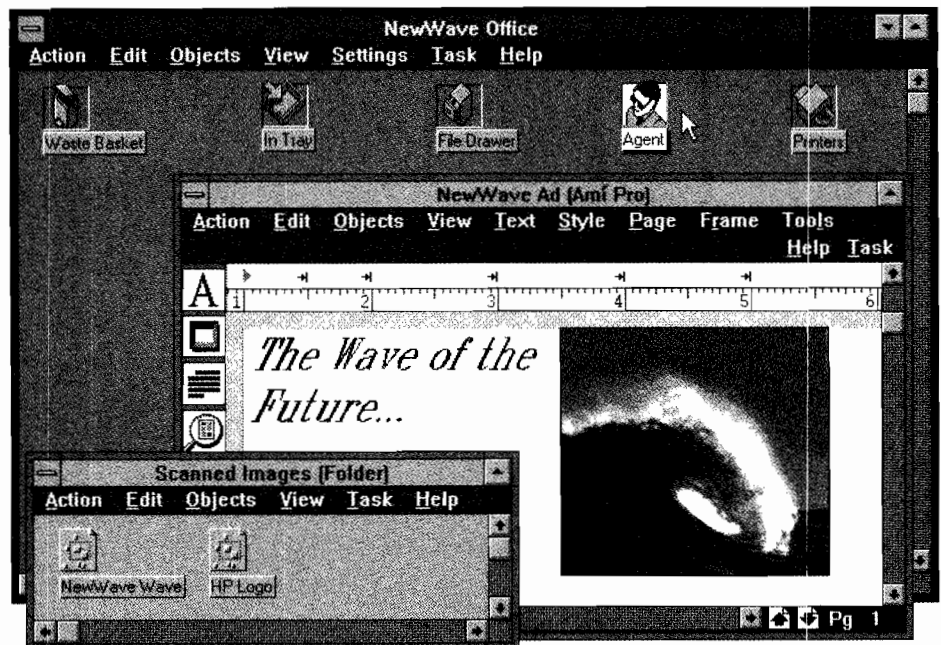 NewWave Office
Action Edit Objects View Settings Task Help
Waste Basket In Tray File Drawer Agent Printers
NewWave Ad (Amí Pro)
Action Edit Objects View Text Style Page Frame Tools
Help Task
A
1 2 3 4 5 6
The Wave of the
Future...
Scanned Images (Folder)
Action Edit Objects View Task Help
NewWave Wave HP Logo
Pg 1